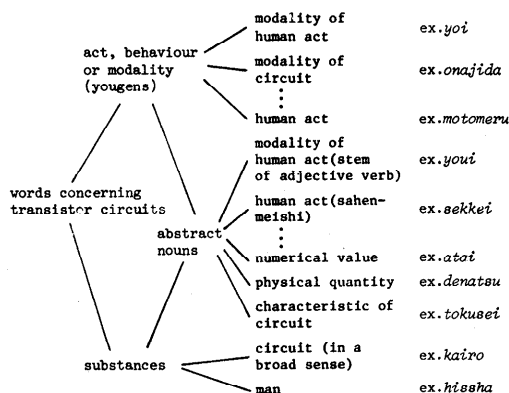 modality of
human act
ex.yoi
act, behaviour
or modality
(yougens)
modality of
circuit
ex.onajida
human act
ex.motomeru
modality of
human act(stem
of adjective verb)
ex.youi
words concerning
transistor circuits
human act(sahen-
meishi)
ex.sekkei
abstract
nouns
numerical value
ex.atai
physical quantity
ex.denatsu
characteristic of
circuit
ex.tokusei
substances
circuit (in a
broad sense)
ex.kairo
man
ex.hissha